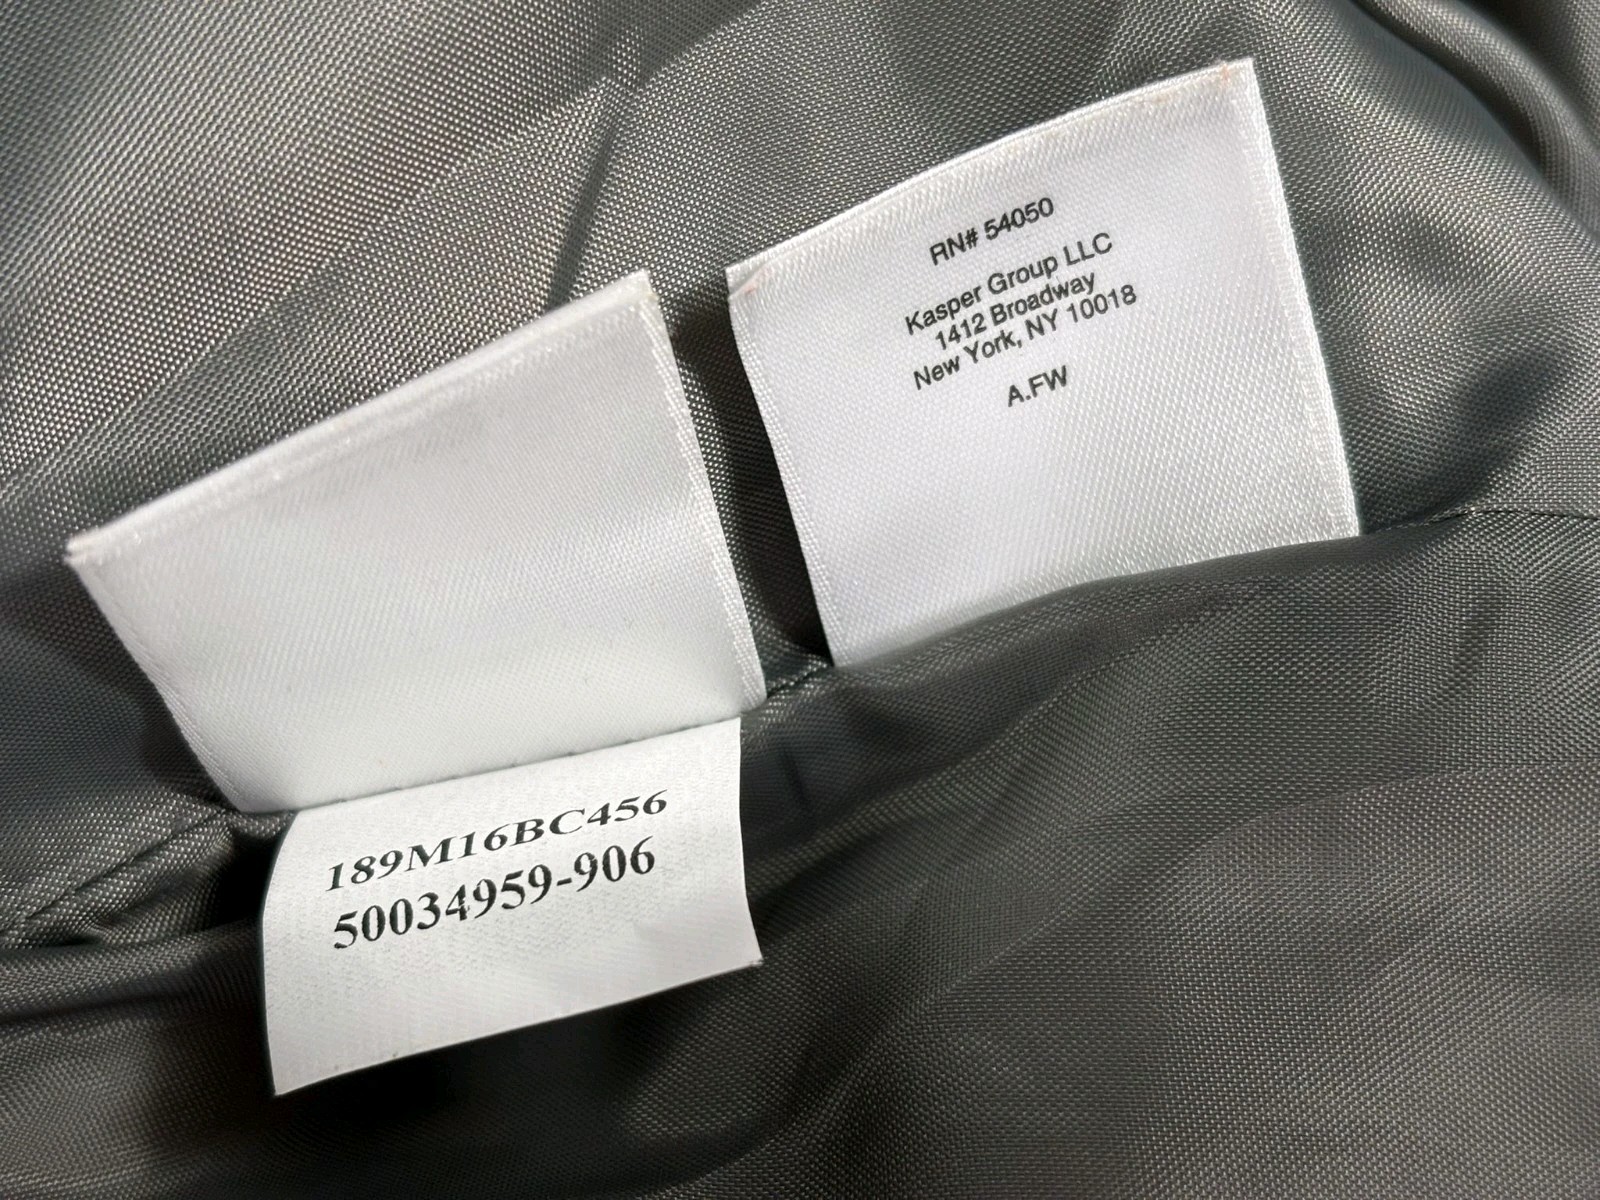 RN# 54050
Kasper Group LLC
1412 Broadway
New York, NY 10018
A.FW
189M16BC456
50034959-906